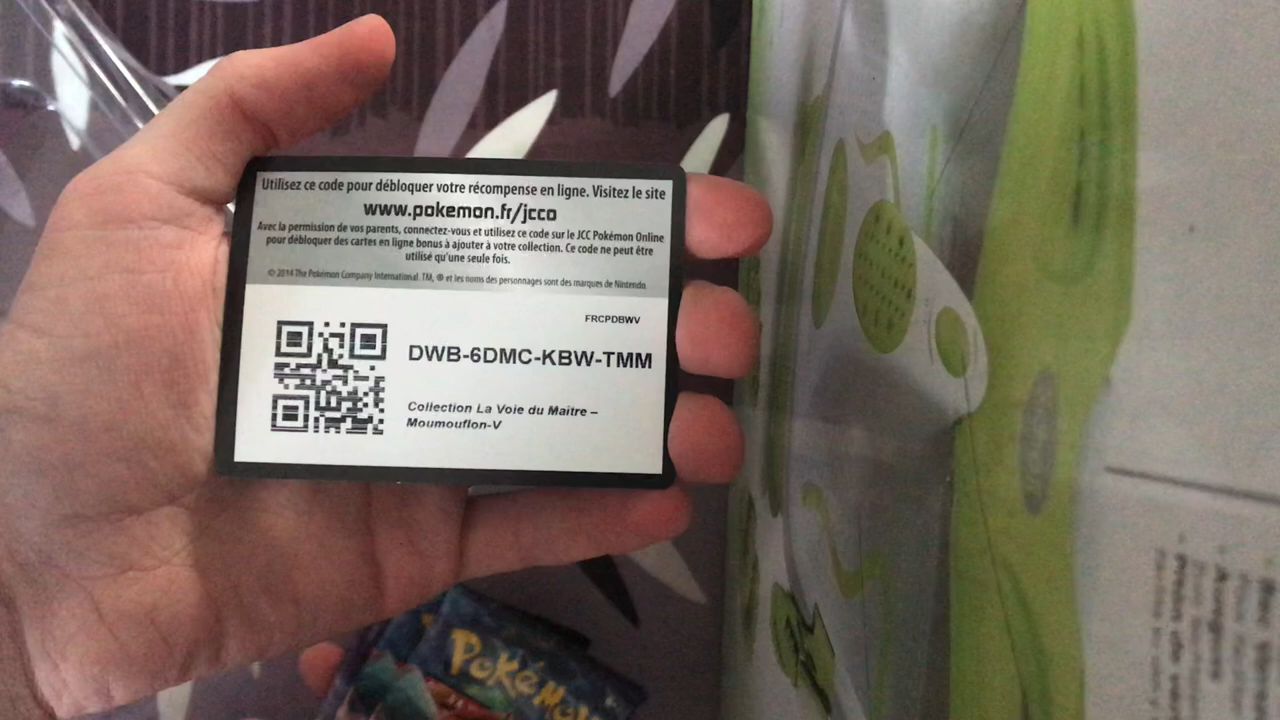 Utilisez ce code pour débloquer votre récompense en ligne. Visitez le site
www.pokemon.fr/jcco
Avec la permission de vos parents, connectez-vous et utilisez ce code sur le JCC Pokémon Online
pour débloquer des cartes en ligne bonus à ajouter à votre collection. Ce code ne peut être
utilisé qu'une seule fois.
© 2014 The Pokémon Company International. TM, ® et les noms des personnages sont des marques de Nintendo.
FRCPDBWV
DWB-6DMC-KBW-TMM
Collection La Voie du Maître –
Moumouflon-V
Pokémon